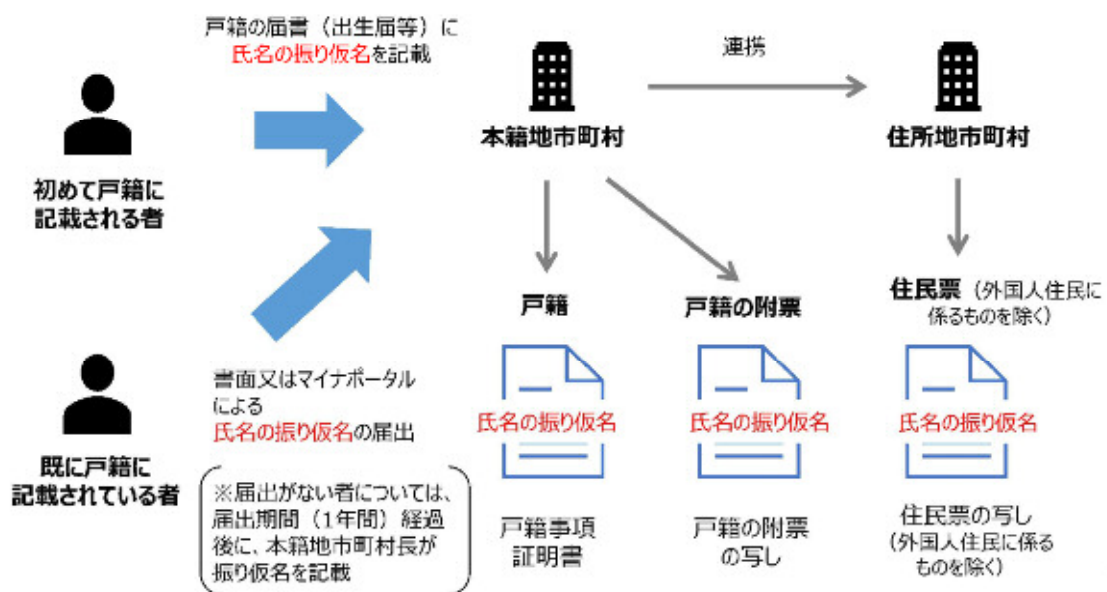 戸籍の届書（出生届等）に
氏名の振り仮名を記載
初めて戸籍に
記載される者
本籍地市町村
連携
住所地市町村
既に戸籍に
記載されている者
書面又はマイナポータル
による
氏名の振り仮名の届出
※届出がない者については、
届出期間（1年間）経過
後に、本籍地市町村長が
振り仮名を記載
戸籍
氏名の振り仮名
戸籍事項
証明書
戸籍の附票
氏名の振り仮名
戸籍の附票
の写し
住民票（外国人住民に
係るものを除く）
氏名の振り仮名
住民票の写し
（外国人住民に係る
ものを除く）